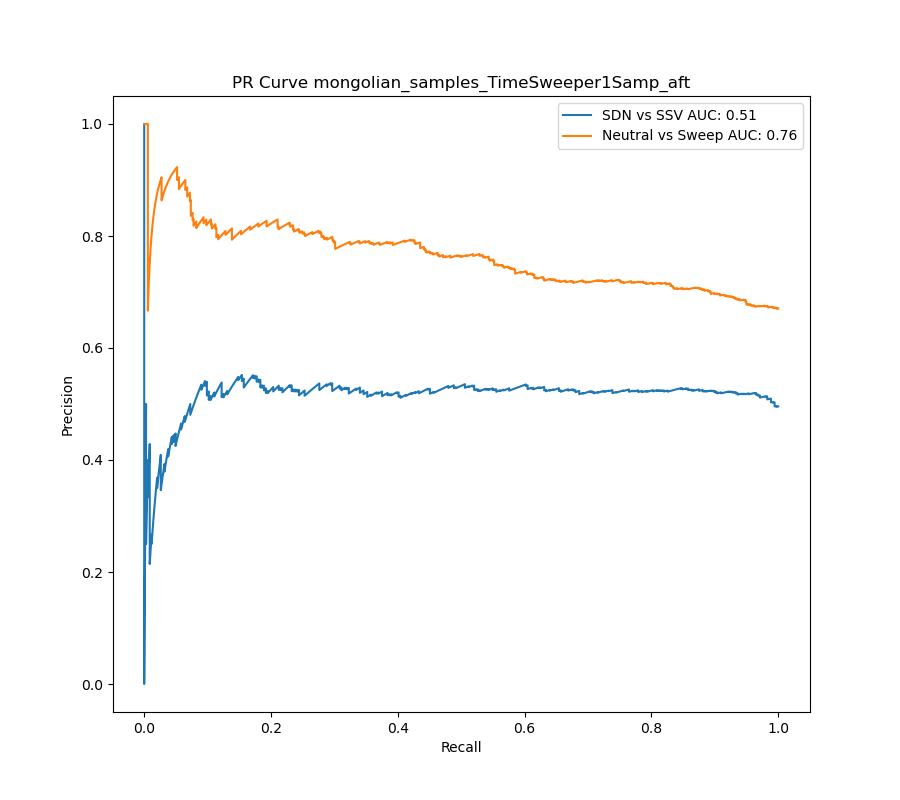 PR Curve mongolian_samples_TimeSweeper1Samp_aft
SDN vs SSV AUC: 0.51
Neutral vs Sweep AUC: 0.76
1.0
0.8
0.6
0.4
0.2
0.0
Precision
0.0 0.2 0.4 0.6 0.8 1.0
Recall